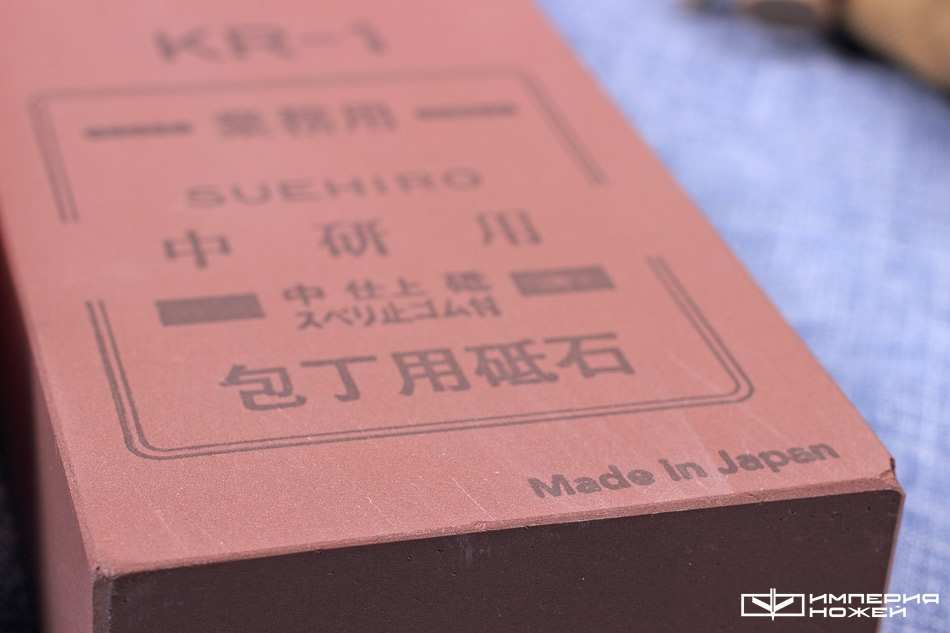 KR-1
業務用
SUEHIRO
中研用
中仕上砥
スベリ止ゴム付
包丁用砥石
Made in Japan
ИМПЕРИЯ
НОЖЕЙ